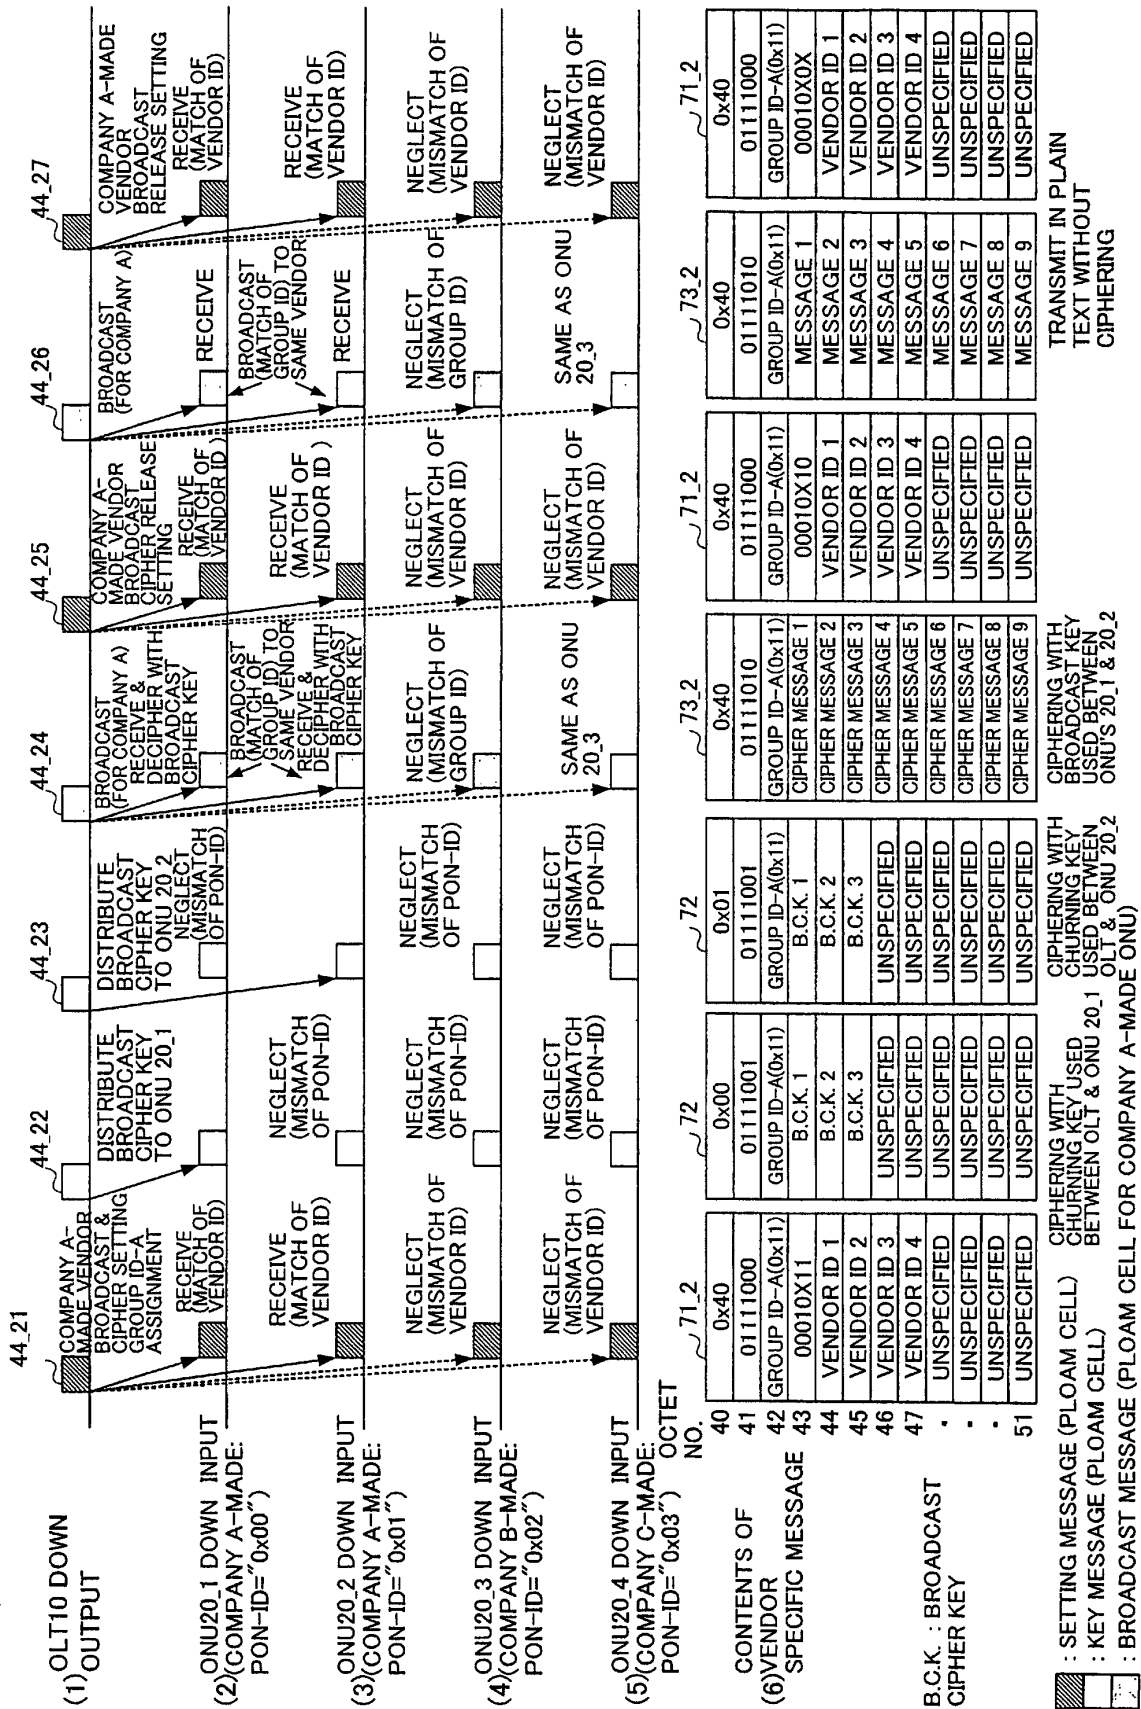 44_21
44_22
44_23
44_24
44_25
44_26
44_27
(1) OLT10 DOWN
OUTPUT
COMPANY A-
MADE VENDOR
BROADCAST &
CIPHER SETTING
GROUP ID-A
ASSIGNMENT
DISTRIBUTE
BROADCAST
CIPHER KEY
TO ONU 20_1
DISTRIBUTE
BROADCAST
CIPHER KEY
TO ONU 20_2
BROADCAST
(FOR COMPANY A)
COMPANY A-
MADE VENDOR
BROADCAST
CIPHER RELEASE
SETTING
BROADCAST
(FOR COMPANY A)
COMPANY A-MADE
VENDOR
BROADCAST
RELEASE SETTING
(2) ONU20_1 DOWN INPUT
(COMPANY A-MADE:
PON-ID="0x00")
RECEIVE
(MATCH OF
VENDOR ID)
NEGLECT
(MISMATCH
OF PON-ID)
RECEIVE &
DECIPHER WITH
BROADCAST
CIPHER KEY
RECEIVE
(MATCH OF
VENDOR ID)
RECEIVE
RECEIVE
(MATCH OF
VENDOR ID)
BROADCAST
(MATCH OF
GROUP ID) TO
SAME VENDOR
BROADCAST
(MATCH OF
GROUP ID) TO
SAME VENDOR
(3) ONU20_2 DOWN INPUT
(COMPANY A-MADE:
PON-ID="0x01")
RECEIVE
(MATCH OF
VENDOR ID)
NEGLECT
(MISMATCH
OF PON-ID)
RECEIVE &
DECIPHER WITH
BROADCAST
CIPHER KEY
RECEIVE
(MATCH OF
VENDOR ID)
RECEIVE
RECEIVE
(MATCH OF
VENDOR ID)
(4) ONU20_3 DOWN INPUT
(COMPANY B-MADE:
PON-ID="0x02")
NEGLECT
(MISMATCH OF
VENDOR ID)
NEGLECT
(MISMATCH
OF PON-ID)
NEGLECT
(MISMATCH
OF PON-ID)
NEGLECT
(MISMATCH OF
GROUP ID)
NEGLECT
(MISMATCH OF
VENDOR ID)
NEGLECT
(MISMATCH OF
GROUP ID)
NEGLECT
(MISMATCH OF
VENDOR ID)
(5) ONU20_4 DOWN INPUT
(COMPANY C-MADE:
PON-ID="0x03")
NEGLECT
(MISMATCH OF
VENDOR ID)
NEGLECT
(MISMATCH
OF PON-ID)
NEGLECT
(MISMATCH
OF PON-ID)
SAME AS ONU
20_3
NEGLECT
(MISMATCH OF
VENDOR ID)
SAME AS ONU
20_3
NEGLECT
(MISMATCH OF
VENDOR ID)
CONTENTS OF
(6) VENDOR
SPECIFIC MESSAGE
OCTET
NO.
71_2 72 72 73_2 71_2 73_2 71_2
40 0x40 0x00 0x01 0x40 0x40 0x40 0x40
41 01111000 01111001 01111001 01111010 01111000 01111010 01111000
42 GROUP ID-A(0x11) GROUP ID-A(0x11) GROUP ID-A(0x11) GROUP ID-A(0x11) GROUP ID-A(0x11) GROUP ID-A(0x11) GROUP ID-A(0x11)
43 00010X11 B.C.K. 1 B.C.K. 1 CIPHER MESSAGE 1 00010X10 MESSAGE 1 00010X0X
44 VENDOR ID 1 B.C.K. 2 B.C.K. 2 CIPHER MESSAGE 2 VENDOR ID 1 MESSAGE 2 VENDOR ID 1
45 VENDOR ID 2 B.C.K. 3 B.C.K. 3 CIPHER MESSAGE 3 VENDOR ID 2 MESSAGE 3 VENDOR ID 2
46 VENDOR ID 3 UNSPECIFIED UNSPECIFIED CIPHER MESSAGE 4 VENDOR ID 3 MESSAGE 4 VENDOR ID 3
47 VENDOR ID 4 UNSPECIFIED UNSPECIFIED CIPHER MESSAGE 5 VENDOR ID 4 MESSAGE 5 VENDOR ID 4
・ UNSPECIFIED UNSPECIFIED UNSPECIFIED CIPHER MESSAGE 6 UNSPECIFIED MESSAGE 6 UNSPECIFIED
・ UNSPECIFIED UNSPECIFIED UNSPECIFIED CIPHER MESSAGE 7 UNSPECIFIED MESSAGE 7 UNSPECIFIED
・ UNSPECIFIED UNSPECIFIED UNSPECIFIED CIPHER MESSAGE 8 UNSPECIFIED MESSAGE 8 UNSPECIFIED
51 UNSPECIFIED UNSPECIFIED UNSPECIFIED CIPHER MESSAGE 9 UNSPECIFIED MESSAGE 9 UNSPECIFIED
B.C.K. : BROADCAST
CIPHER KEY
CIPHERING WITH
CHURNING KEY USED
BETWEEN OLT & ONU 20_1
CIPHERING WITH
CHURNING KEY
USED BETWEEN
OLT & ONU 20_2
CIPHERING WITH
BROADCAST KEY
USED BETWEEN
ONU'S 20_1 & 20_2
TRANSMIT IN PLAIN
TEXT WITHOUT
CIPHERING
: SETTING MESSAGE (PLOAM CELL)
: KEY MESSAGE (PLOAM CELL)
: BROADCAST MESSAGE (PLOAM CELL FOR COMPANY A-MADE ONU)